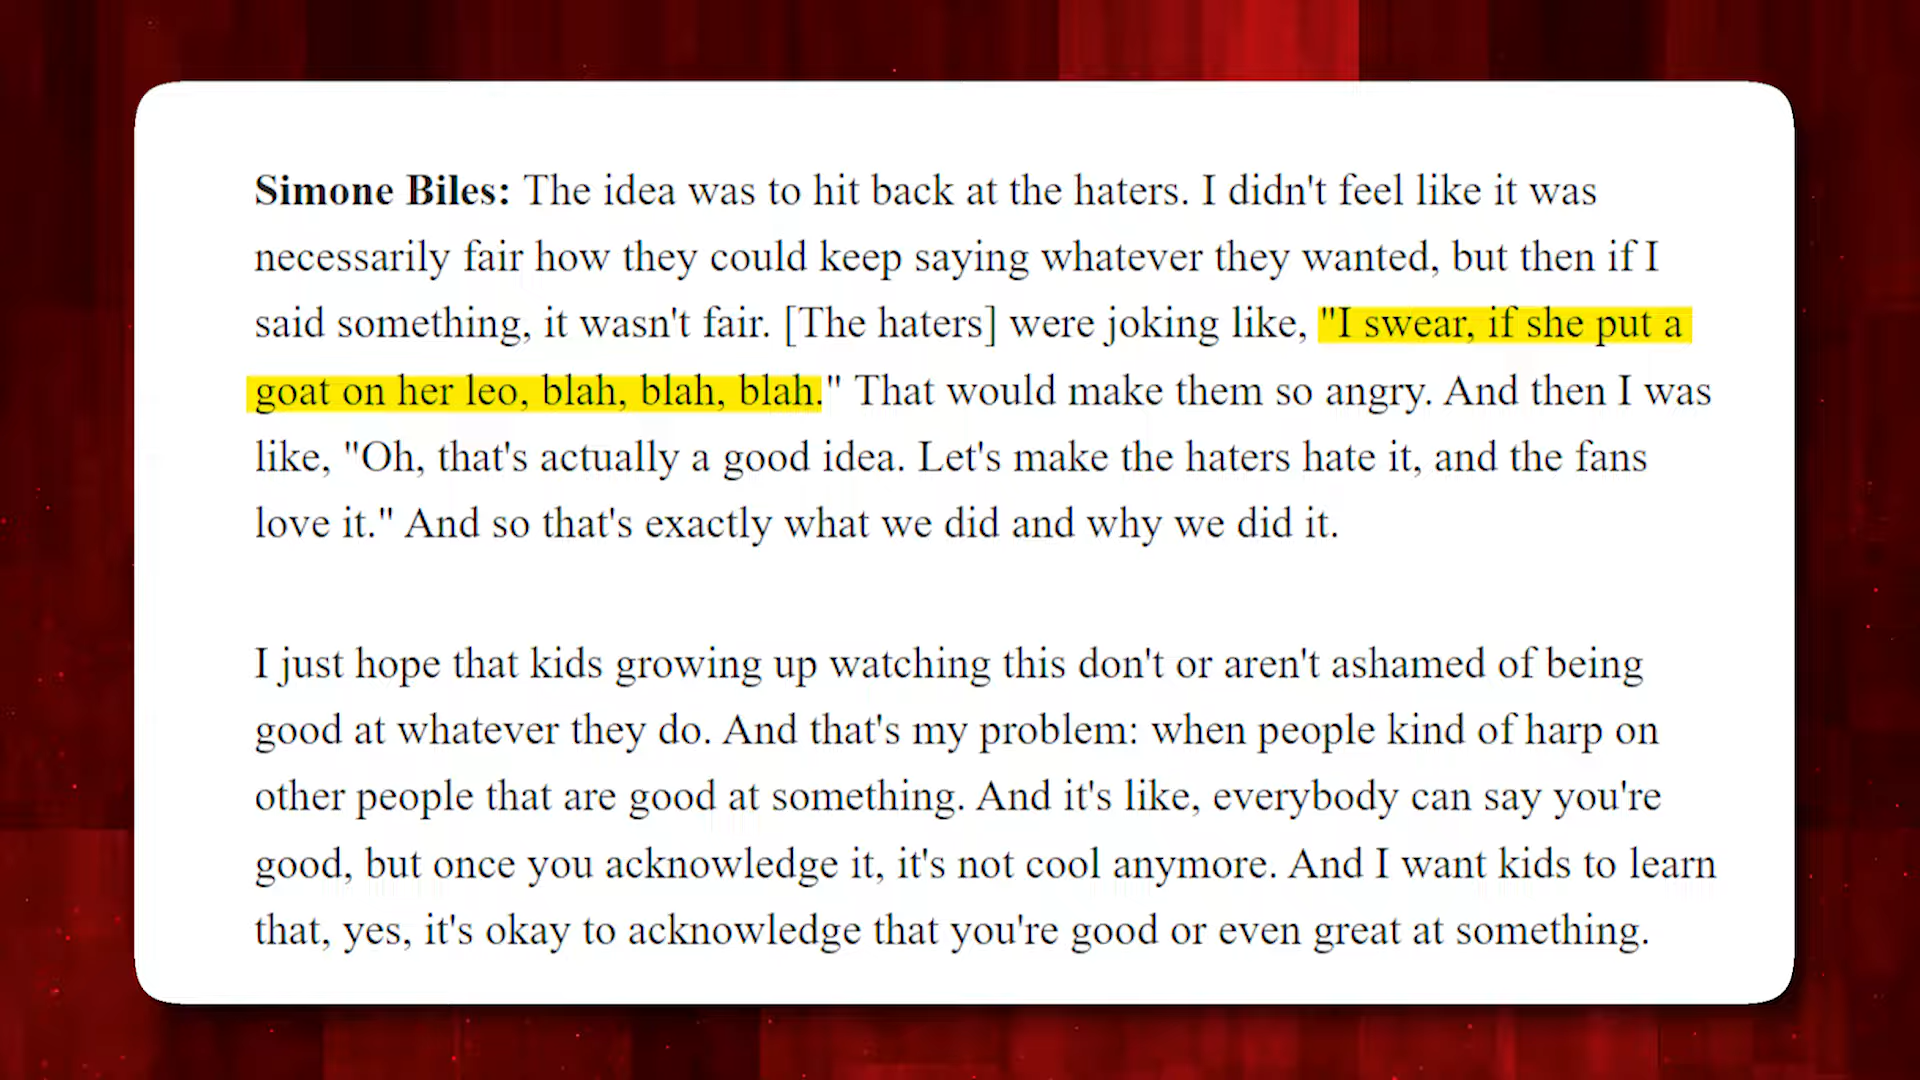 Simone Biles: The idea was to hit back at the haters. I didn't feel like it was
necessarily fair how they could keep saying whatever they wanted, but then if I
said something, it wasn't fair. [The haters] were joking like, "I swear, if she put a
goat on her leo, blah, blah, blah." That would make them so angry. And then I was
like, "Oh, that's actually a good idea. Let's make the haters hate it, and the fans
love it." And so that's exactly what we did and why we did it.
I just hope that kids growing up watching this don't or aren't ashamed of being
good at whatever they do. And that's my problem: when people kind of harp on
other people that are good at something. And it's like, everybody can say you're
good, but once you acknowledge it, it's not cool anymore. And I want kids to learn
that, yes, it's okay to acknowledge that you're good or even great at something.